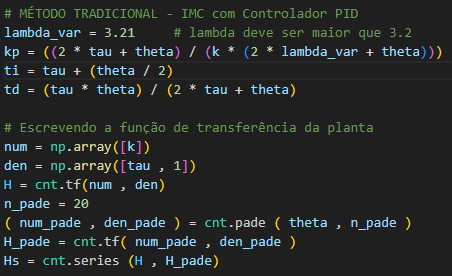 # MÉTODO TRADICIONAL - IMC com Controlador PID
lambda_var = 3.21     # lambda deve ser maior que 3.2
kp = ((2 * tau + theta) / (k * (2 * lambda_var + theta)))
ti = tau + (theta / 2)
td = (tau * theta) / (2 * tau + theta)
# Escrevendo a função de transferência da planta
num = np.array([k])
den = np.array([tau , 1])
H = cnt.tf(num , den)
n_pade = 20
( num_pade , den_pade ) = cnt.pade ( theta , n_pade )
H_pade = cnt.tf( num_pade , den_pade )
Hs = cnt.series (H , H_pade)